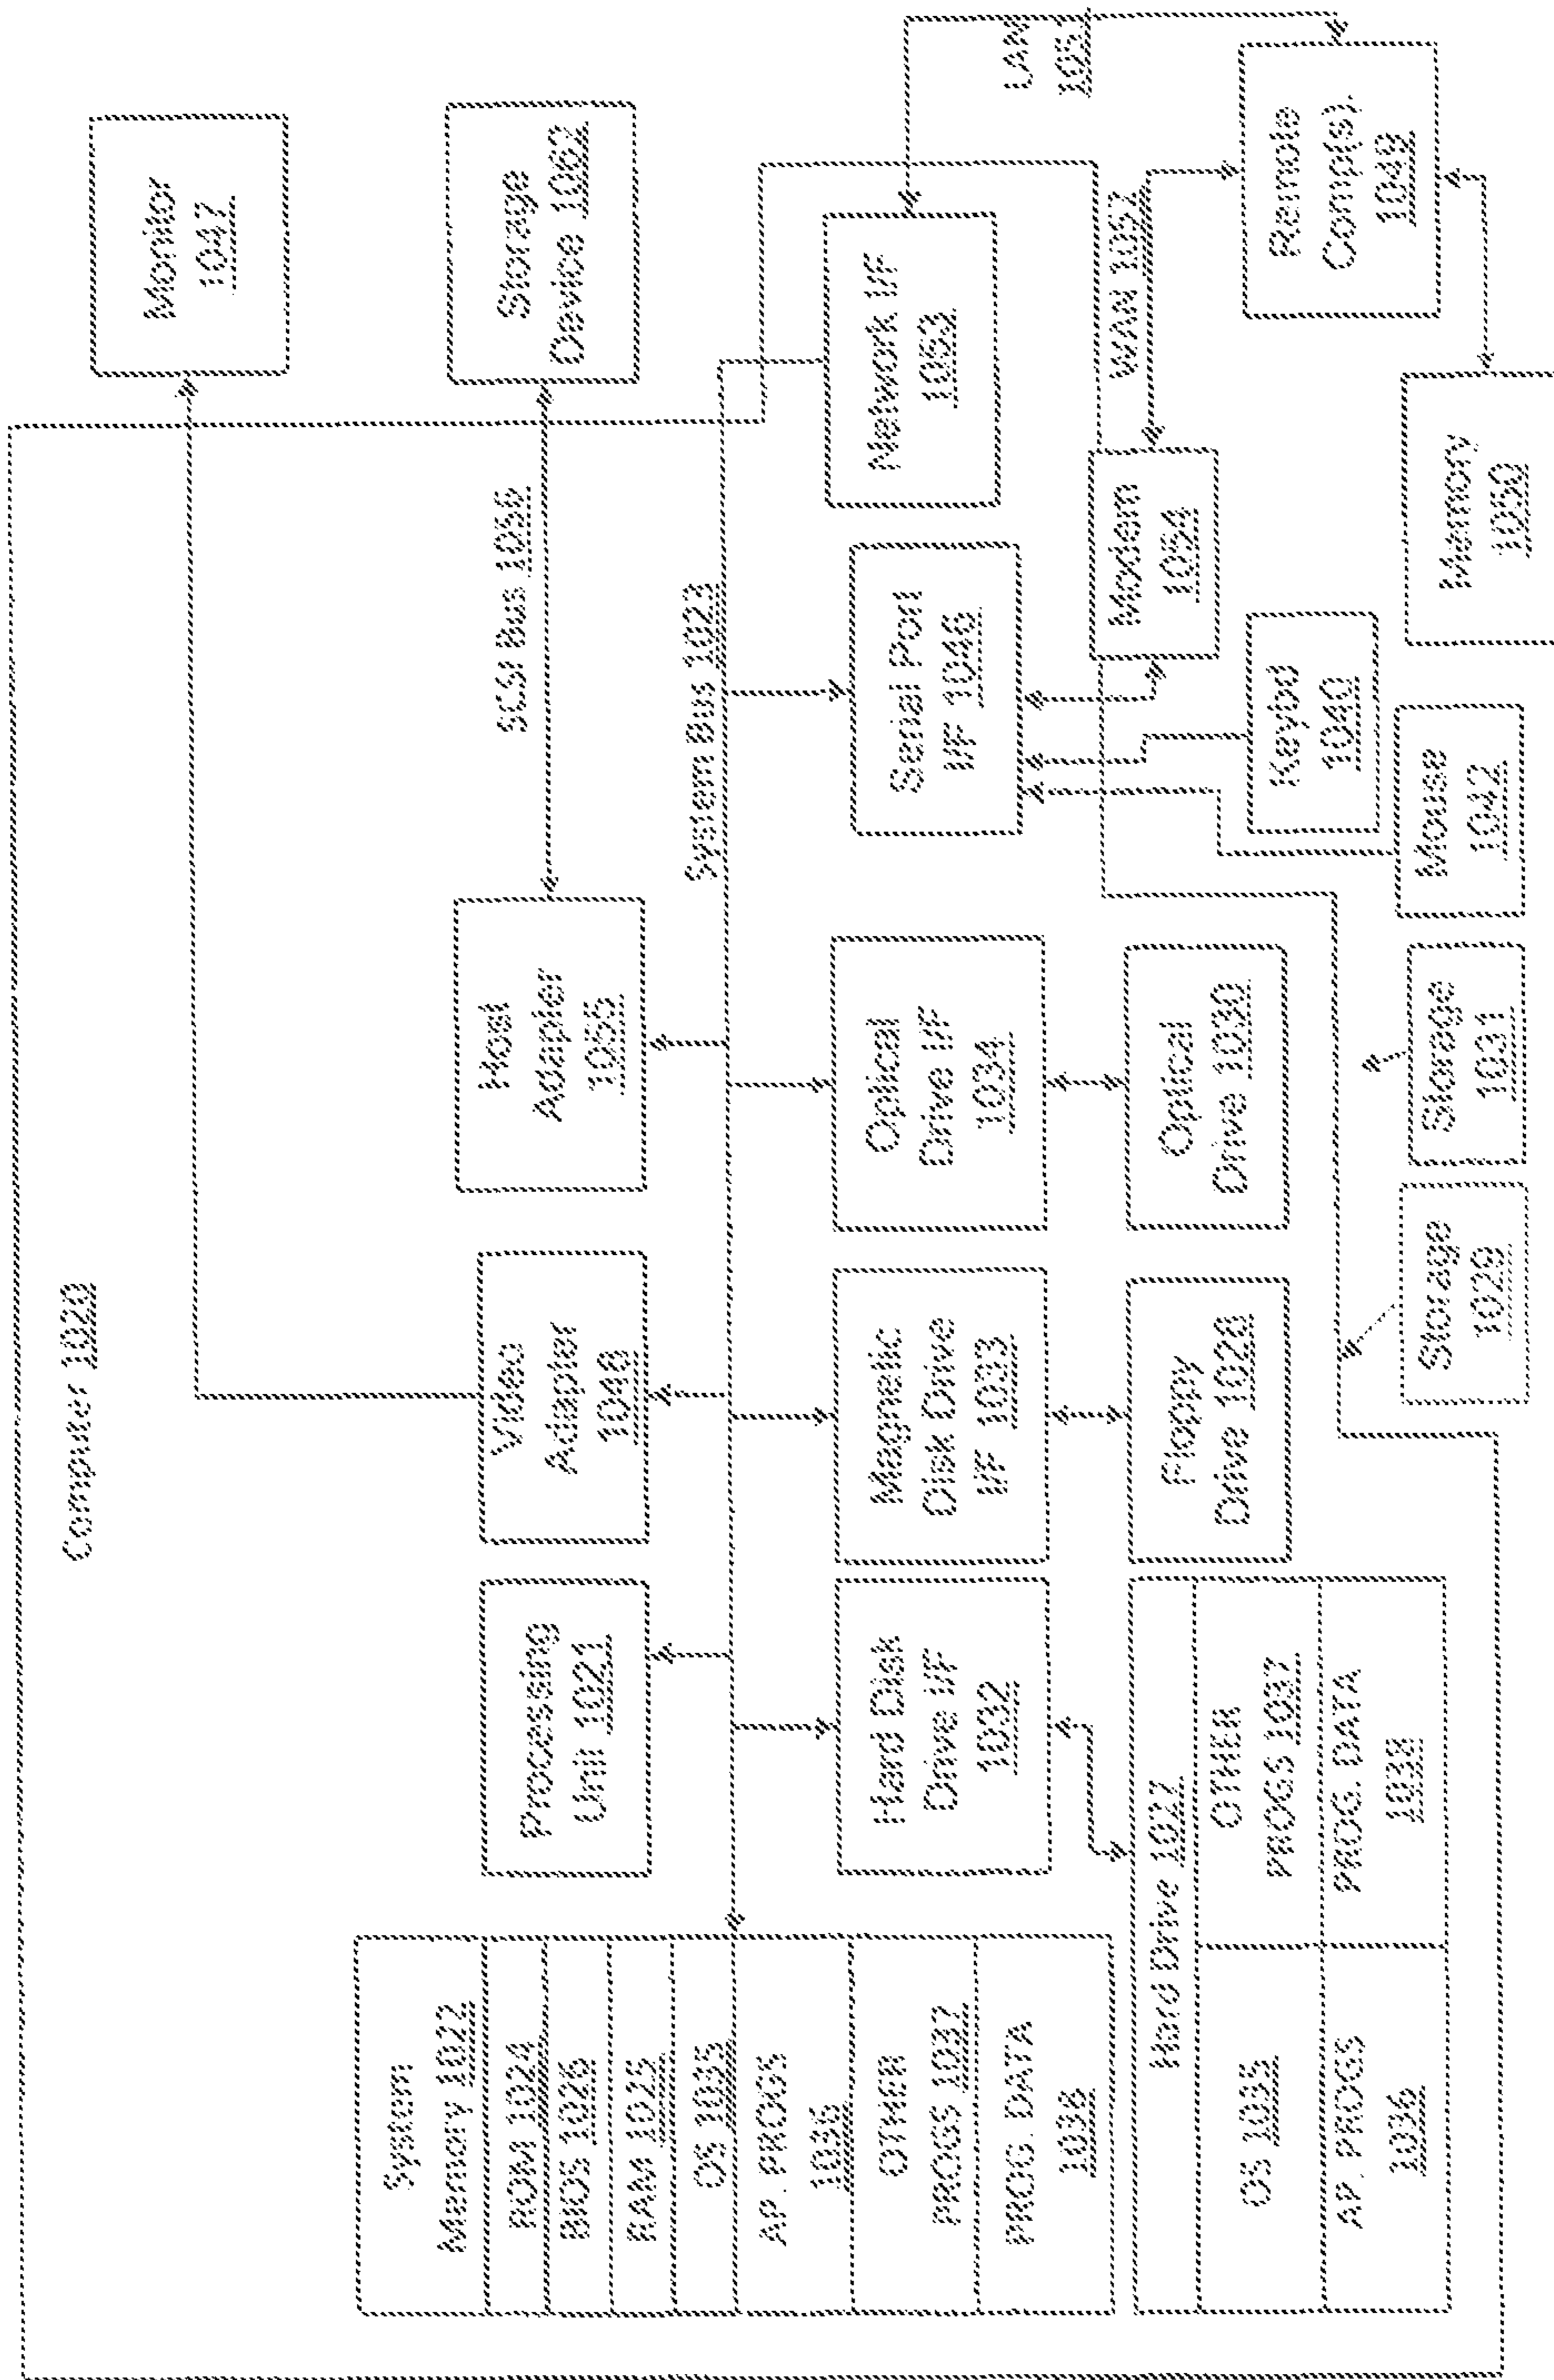 Computer 1020
Monitor
1047
SCSI Bus 1056
Storage
Device 1062
System
Memory 1022
ROM 1024
BIOS 1026
RAM 1025
OS 1035
AP. PROGS
1036
OTHER
PROGS 1037
PROG. DATA
1038
Processing
Unit 1021
Video
Adapter
1048
Host
Adapter
1055
System Bus 1023
Hard Disk
Drive I/F
1032
Magnetic
Disk Drive
I/F 1033
Optical
Drive I/F
1034
Serial Port
I/F 1046
Network I/F
1053
LAN
1051
Hard Drive 1027
OS 1035
OTHER
PROGS 1037
AP. PROGS
1036
PROG. DATA
1038
Floppy
Drive 1028
Optical
Drive 1030
Modem
1054
WAN 1052
Keybd
1040
Remote
Comp(s).
1049
Storage
1029
Storage
1031
Mouse
1042
Memory
1050